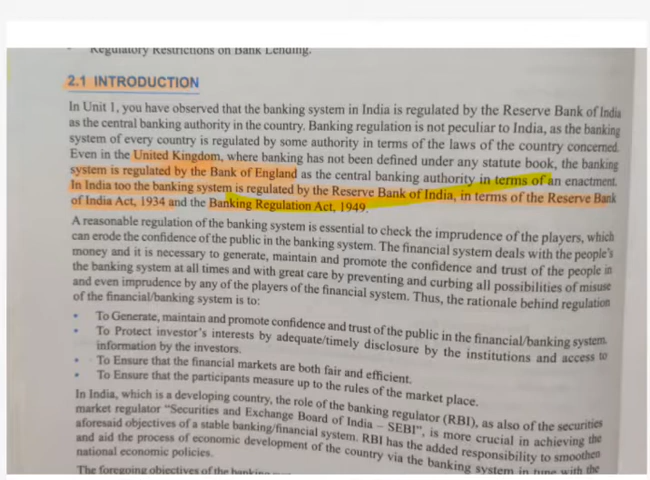 Regulatory Restrictions on Bank Lending.
2.1 INTRODUCTION
In Unit 1, you have observed that the banking system in India is regulated by the Reserve Bank of India
as the central banking authority in the country. Banking regulation is not peculiar to India, as the banking
system of every country is regulated by some authority in terms of the laws of the country concerned.
Even in the United Kingdom, where banking has not been defined under any statute book, the banking
system is regulated by the Bank of England as the central banking authority in terms of an enactment.
In India too the banking system is regulated by the Reserve Bank of India, in terms of the Reserve Bank
of India Act, 1934 and the Banking Regulation Act, 1949.
A reasonable regulation of the banking system is essential to check the imprudence of the players, which
can erode the confidence of the public in the banking system. The financial system deals with the people's
money and it is necessary to generate, maintain and promote the confidence and trust of the people in
the banking system at all times and with great care by preventing and curbing all possibilities of misuse
and even imprudence by any of the players of the financial system. Thus, the rationale behind regulation
of the financial/banking system is to:
• To Generate, maintain and promote confidence and trust of the public in the financial/banking system.
• To Protect investor's interests by adequate/timely disclosure by the institutions and access to
information by the investors.
• To Ensure that the financial markets are both fair and efficient.
• To Ensure that the participants measure up to the rules of the market place.
In India, which is a developing country, the role of the banking regulator (RBI), as also of the securities
market regulator "Securities and Exchange Board of India – SEBI", is more crucial in achieving the
aforesaid objectives of a stable banking/financial system. RBI has the added responsibility to smoothen
and aid the process of economic development of the country via the banking system in tune with the
national economic policies.
The foregoing objectives of the